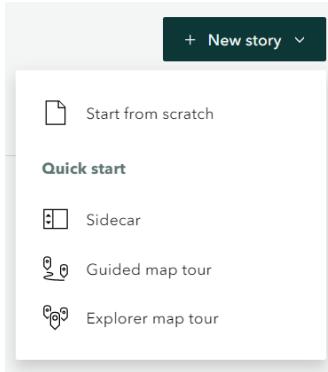 + New story
Start from scratch
Quick start
Sidecar
Guided map tour
Explorer map tour